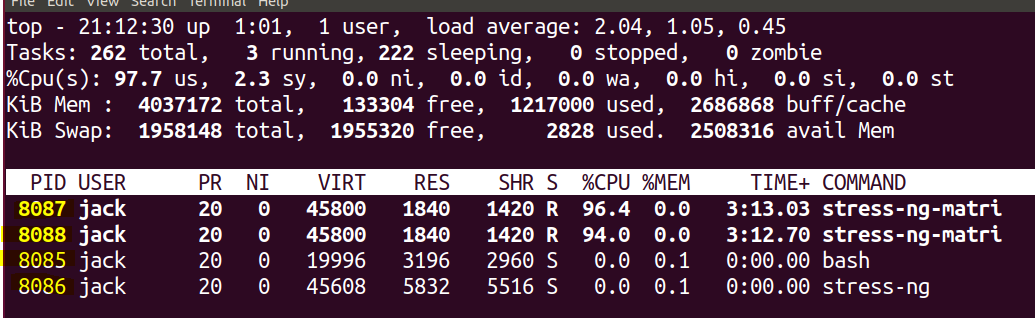 File Edit View Search Terminal Help
top - 21:12:30 up  1:01,  1 user,  load average: 2.04, 1.05, 0.45
Tasks: 262 total,   3 running, 222 sleeping,   0 stopped,   0 zombie
%Cpu(s): 97.7 us,  2.3 sy,  0.0 ni,  0.0 id,  0.0 wa,  0.0 hi,  0.0 si,  0.0 st
KiB Mem :  4037172 total,   133304 free,  1217000 used,  2686868 buff/cache
KiB Swap:  1958148 total,  1955320 free,     2828 used.  2508316 avail Mem
PID USER      PR  NI    VIRT    RES    SHR S  %CPU %MEM     TIME+ COMMAND
8087 jack      20   0   45800   1840   1420 R  96.4  0.0   3:13.03 stress-ng-matri
8088 jack      20   0   45800   1840   1420 R  94.0  0.0   3:12.70 stress-ng-matri
8085 jack      20   0   19996   3196   2960 S   0.0  0.1   0:00.00 bash
8086 jack      20   0   45608   5832   5516 S   0.0  0.1   0:00.00 stress-ng